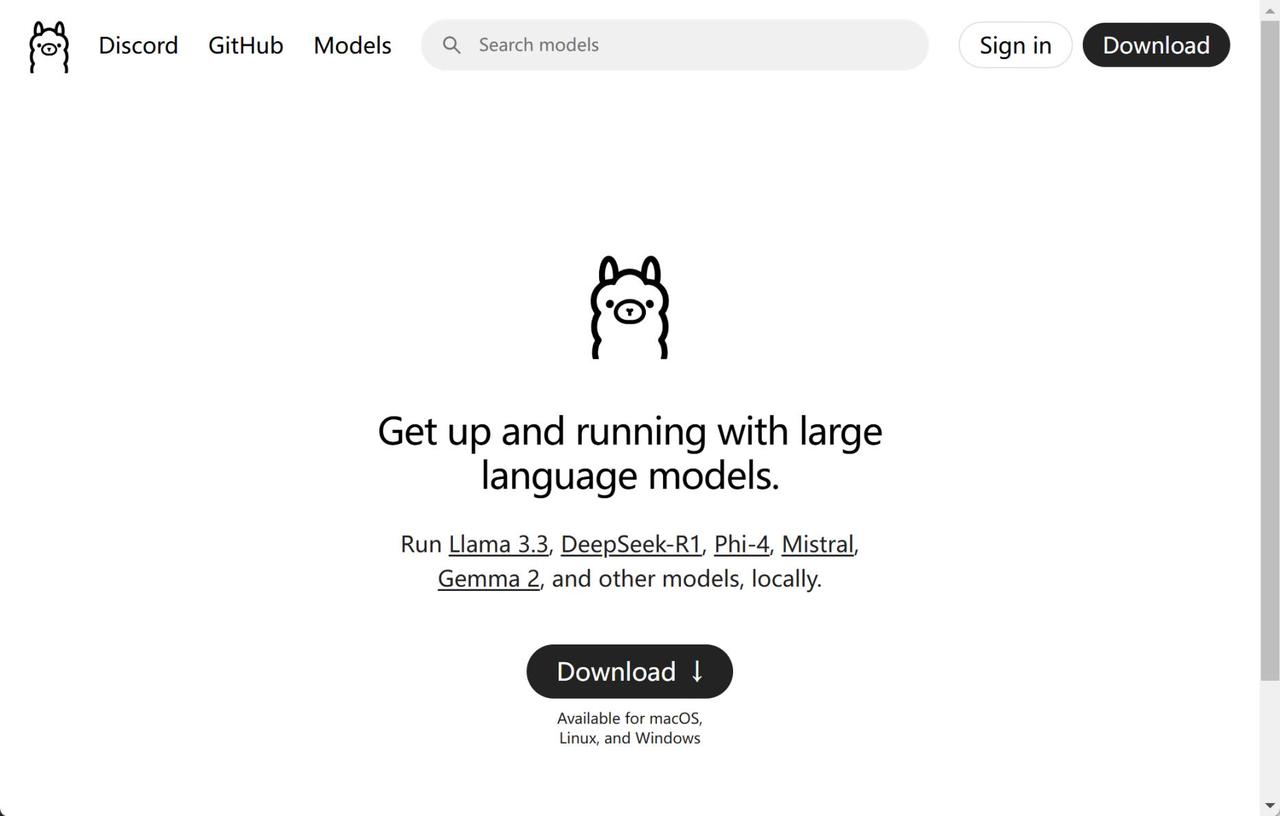 Discord GitHub Models Search models Sign in Download
Get up and running with large
language models.
Run Llama 3.3, DeepSeek-R1, Phi-4, Mistral,
Gemma 2, and other models, locally.
Download ↓
Available for macOS,
Linux, and Windows